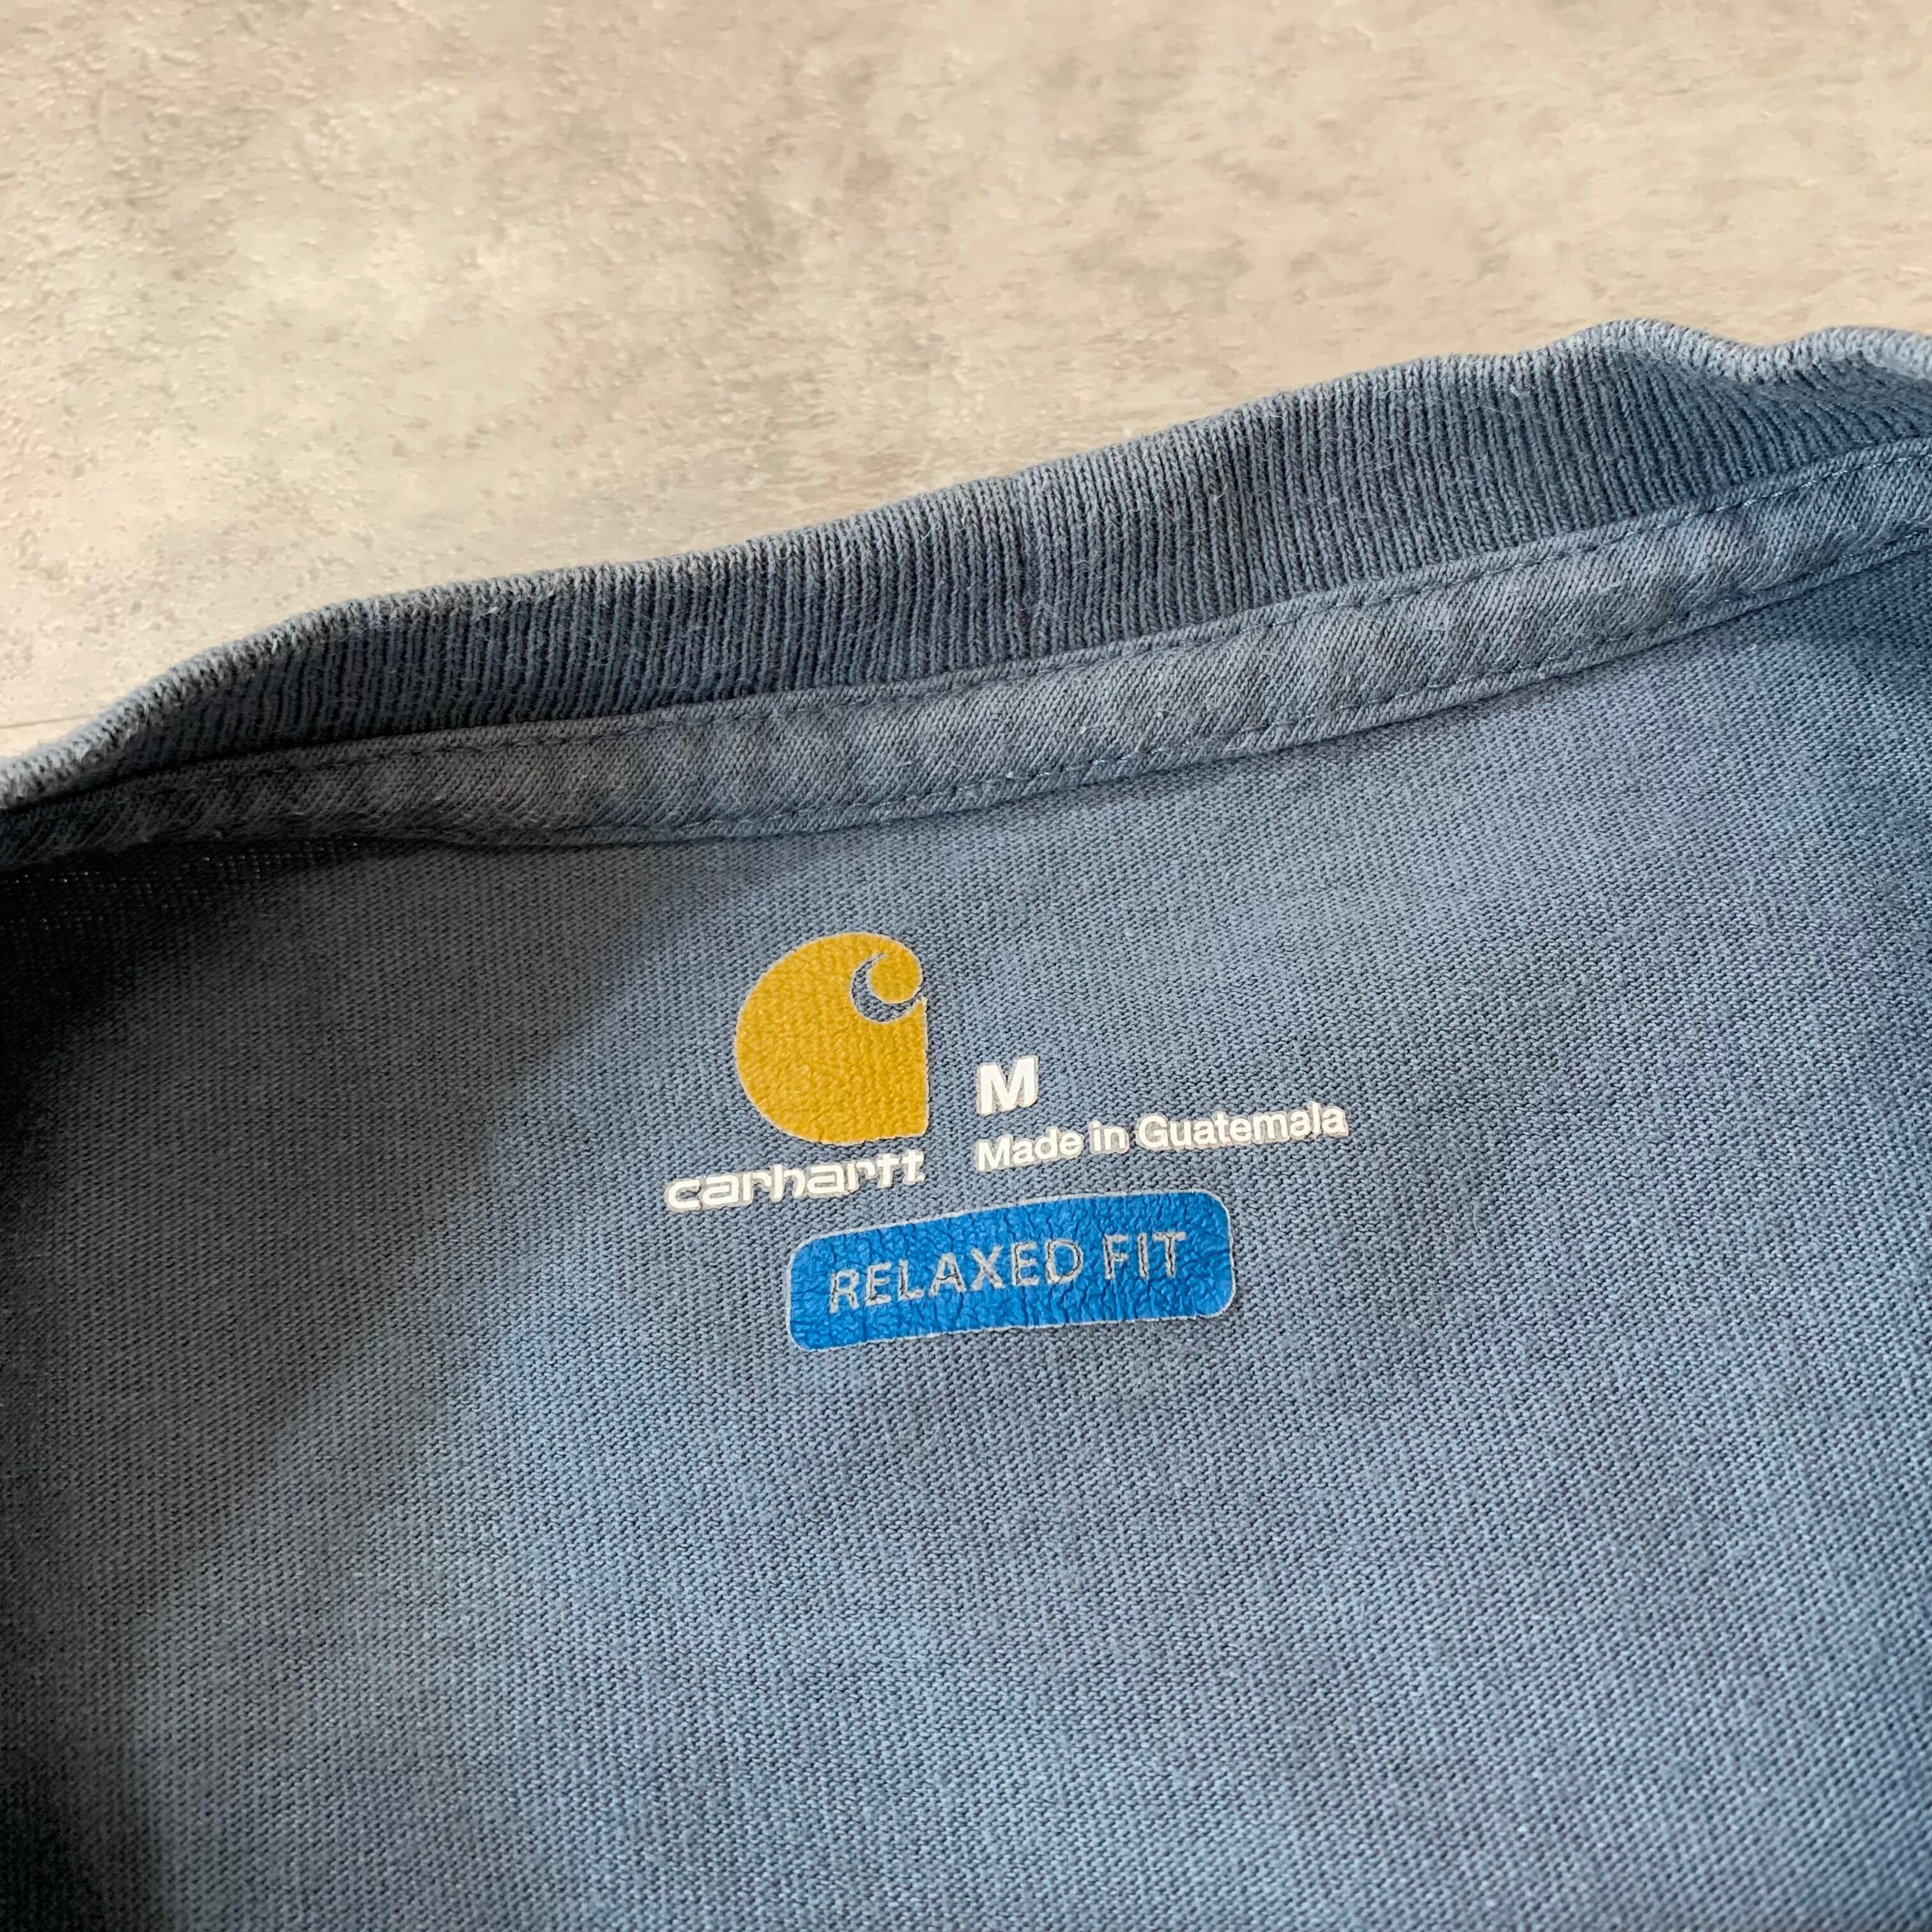 M
Made in Guatemala
carhartt
RELAXED FIT